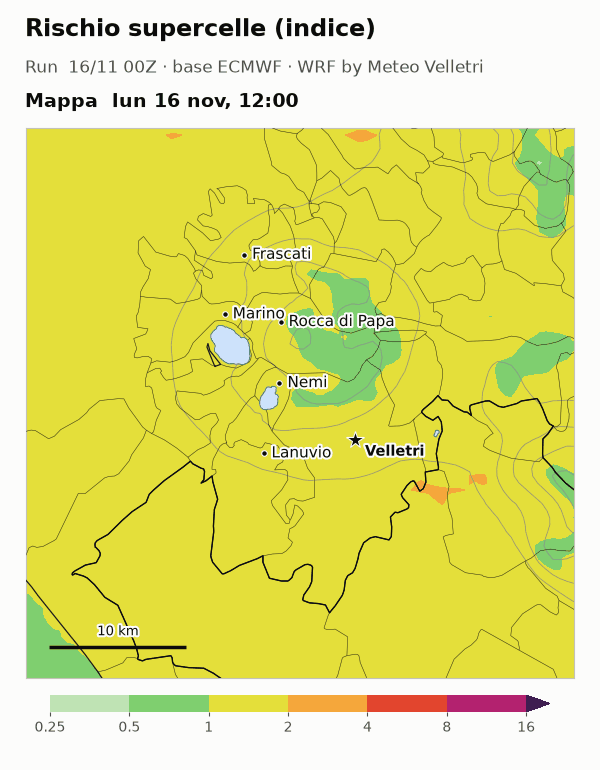 Rischio supercelle (indice)
Run  16/11 00Z · base ECMWF · WRF by Meteo Velletri
Mappa  lun 16 nov, 12:00
Frascati
Marino
Rocca di Papa
Nemi
Velletri
Lanuvio
10 km
0.25 0.5 1 2 4 8 16